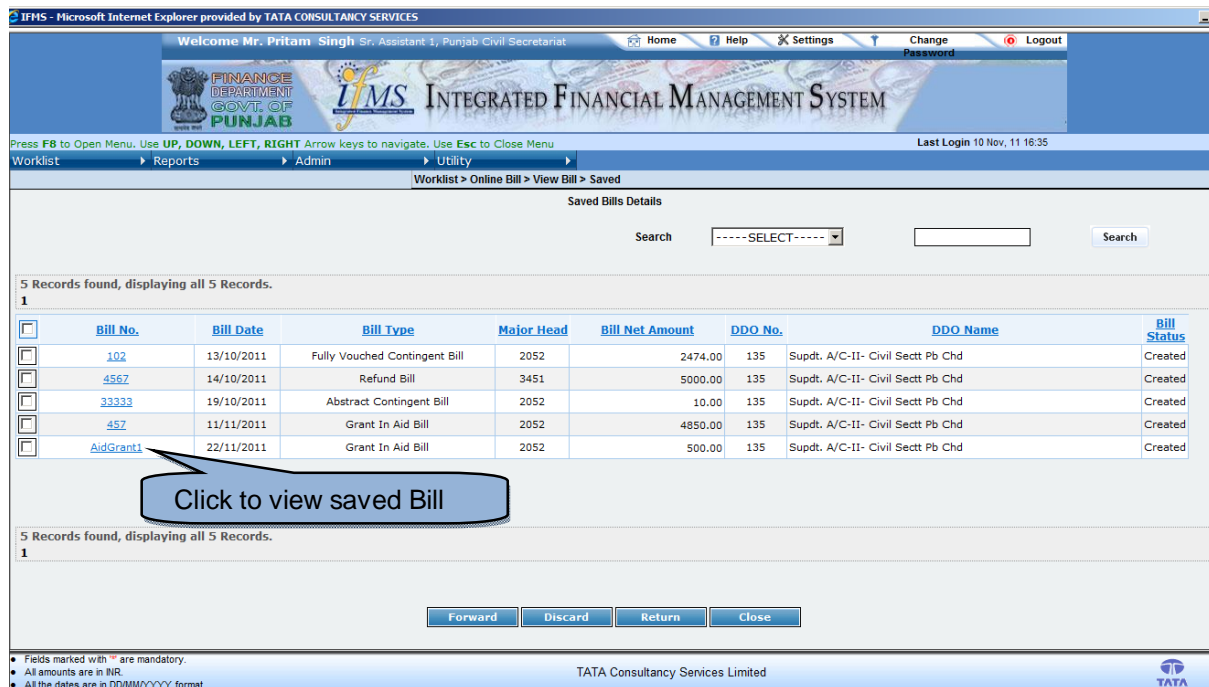 IFMS - Microsoft Internet Explorer provided by TATA CONSULTANCY SERVICES
Welcome Mr. Pritam Singh Sr. Assistant 1, Punjab Civil Secretariat
Home Help Settings Change Password Logout
FINANCE
DEPARTMENT
GOVT. OF
PUNJAB
ifMS INTEGRATED FINANCIAL MANAGEMENT SYSTEM
Press F8 to Open Menu. Use UP, DOWN, LEFT, RIGHT Arrow keys to navigate. Use Esc to Close Menu
Last Login 10 Nov, 11 16:35
Worklist Reports Admin Utility
Worklist > Online Bill > View Bill > Saved
Saved Bills Details
Search -----SELECT----- Search
5 Records found, displaying all 5 Records.
1
Bill No. Bill Date Bill Type Major Head Bill Net Amount DDO No. DDO Name Bill Status
102 13/10/2011 Fully Vouched Contingent Bill 2052 2474.00 135 Supdt. A/C-II- Civil Sectt Pb Chd Created
4567 14/10/2011 Refund Bill 3451 5000.00 135 Supdt. A/C-II- Civil Sectt Pb Chd Created
33333 19/10/2011 Abstract Contingent Bill 2052 10.00 135 Supdt. A/C-II- Civil Sectt Pb Chd Created
457 11/11/2011 Grant In Aid Bill 2052 4850.00 135 Supdt. A/C-II- Civil Sectt Pb Chd Created
AidGrant1 22/11/2011 Grant In Aid Bill 2052 500.00 135 Supdt. A/C-II- Civil Sectt Pb Chd Created
Click to view saved Bill
5 Records found, displaying all 5 Records.
1
Forward Discard Return Close
• Fields marked with "*" are mandatory.
• All amounts are in INR.
• All the dates are in DD/MM/YYYY format
TATA Consultancy Services Limited
TATA